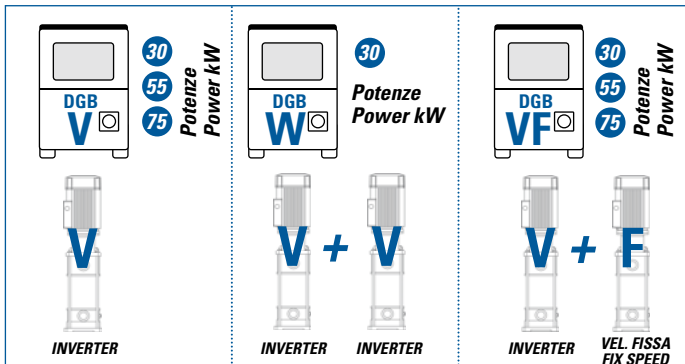 DGB
V
30
55
75
Potenze
Power kW
V
INVERTER
DGB
W
30
Potenze
Power kW
V + V
INVERTER INVERTER
DGB
VF
30
55
75
Potenze
Power kW
V + F
INVERTER VEL. FISSA
FIX SPEED